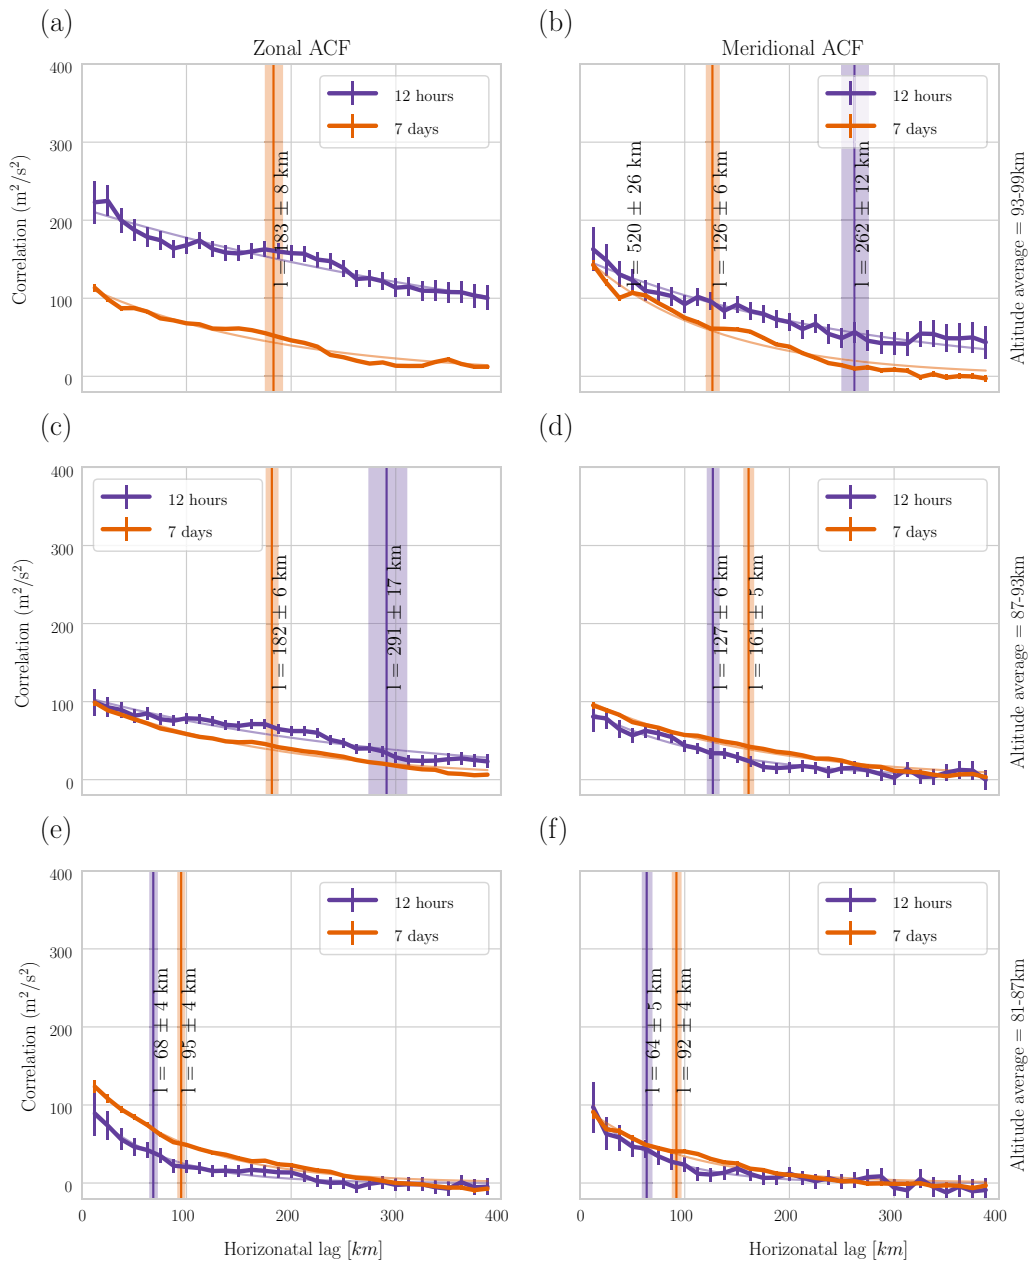 (a)
(b)
Zonal ACF
Meridional ACF
400
300
200
100
0
Correlation (m²/s²)
12 hours
7 days
l = 183 ± 8 km
12 hours
7 days
l = 520 ± 26 km
l = 126 ± 6 km
l = 262 ± 12 km
Altitude average = 93-99km
(c)
(d)
400
300
200
100
0
Correlation (m²/s²)
12 hours
7 days
l = 182 ± 6 km
l = 291 ± 17 km
12 hours
7 days
l = 127 ± 6 km
l = 161 ± 5 km
Altitude average = 87-93km
(e)
(f)
400
300
200
100
0
Correlation (m²/s²)
12 hours
7 days
l = 68 ± 4 km
l = 95 ± 4 km
12 hours
7 days
l = 64 ± 5 km
l = 92 ± 4 km
Altitude average = 81-87km
0 100 200 300 400
0 100 200 300 400
Horizonatal lag [km]
Horizonatal lag [km]